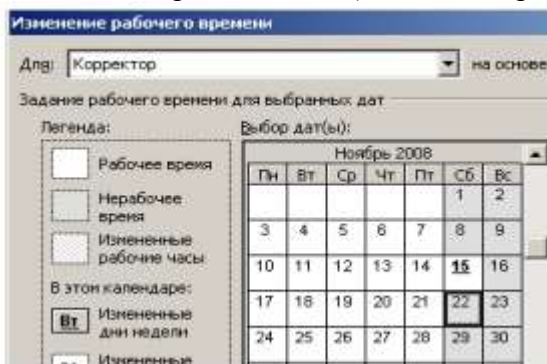 Изменение рабочего времени
Для: Корректор на основе
Задание рабочего времени для выбранных дат
Легенда: Выбор дат(ы):
Рабочее время
Нерабочее
время
Измененные
рабочие часы
В этом календаре:
Вт Измененные
дни недели
Измененные
Ноябрь 2008
Пн Вт Ср Чт Пт Сб Вс
1 2
3 4 5 6 7 8 9
10 11 12 13 14 15 16
17 18 19 20 21 22 23
24 25 26 27 28 29 30